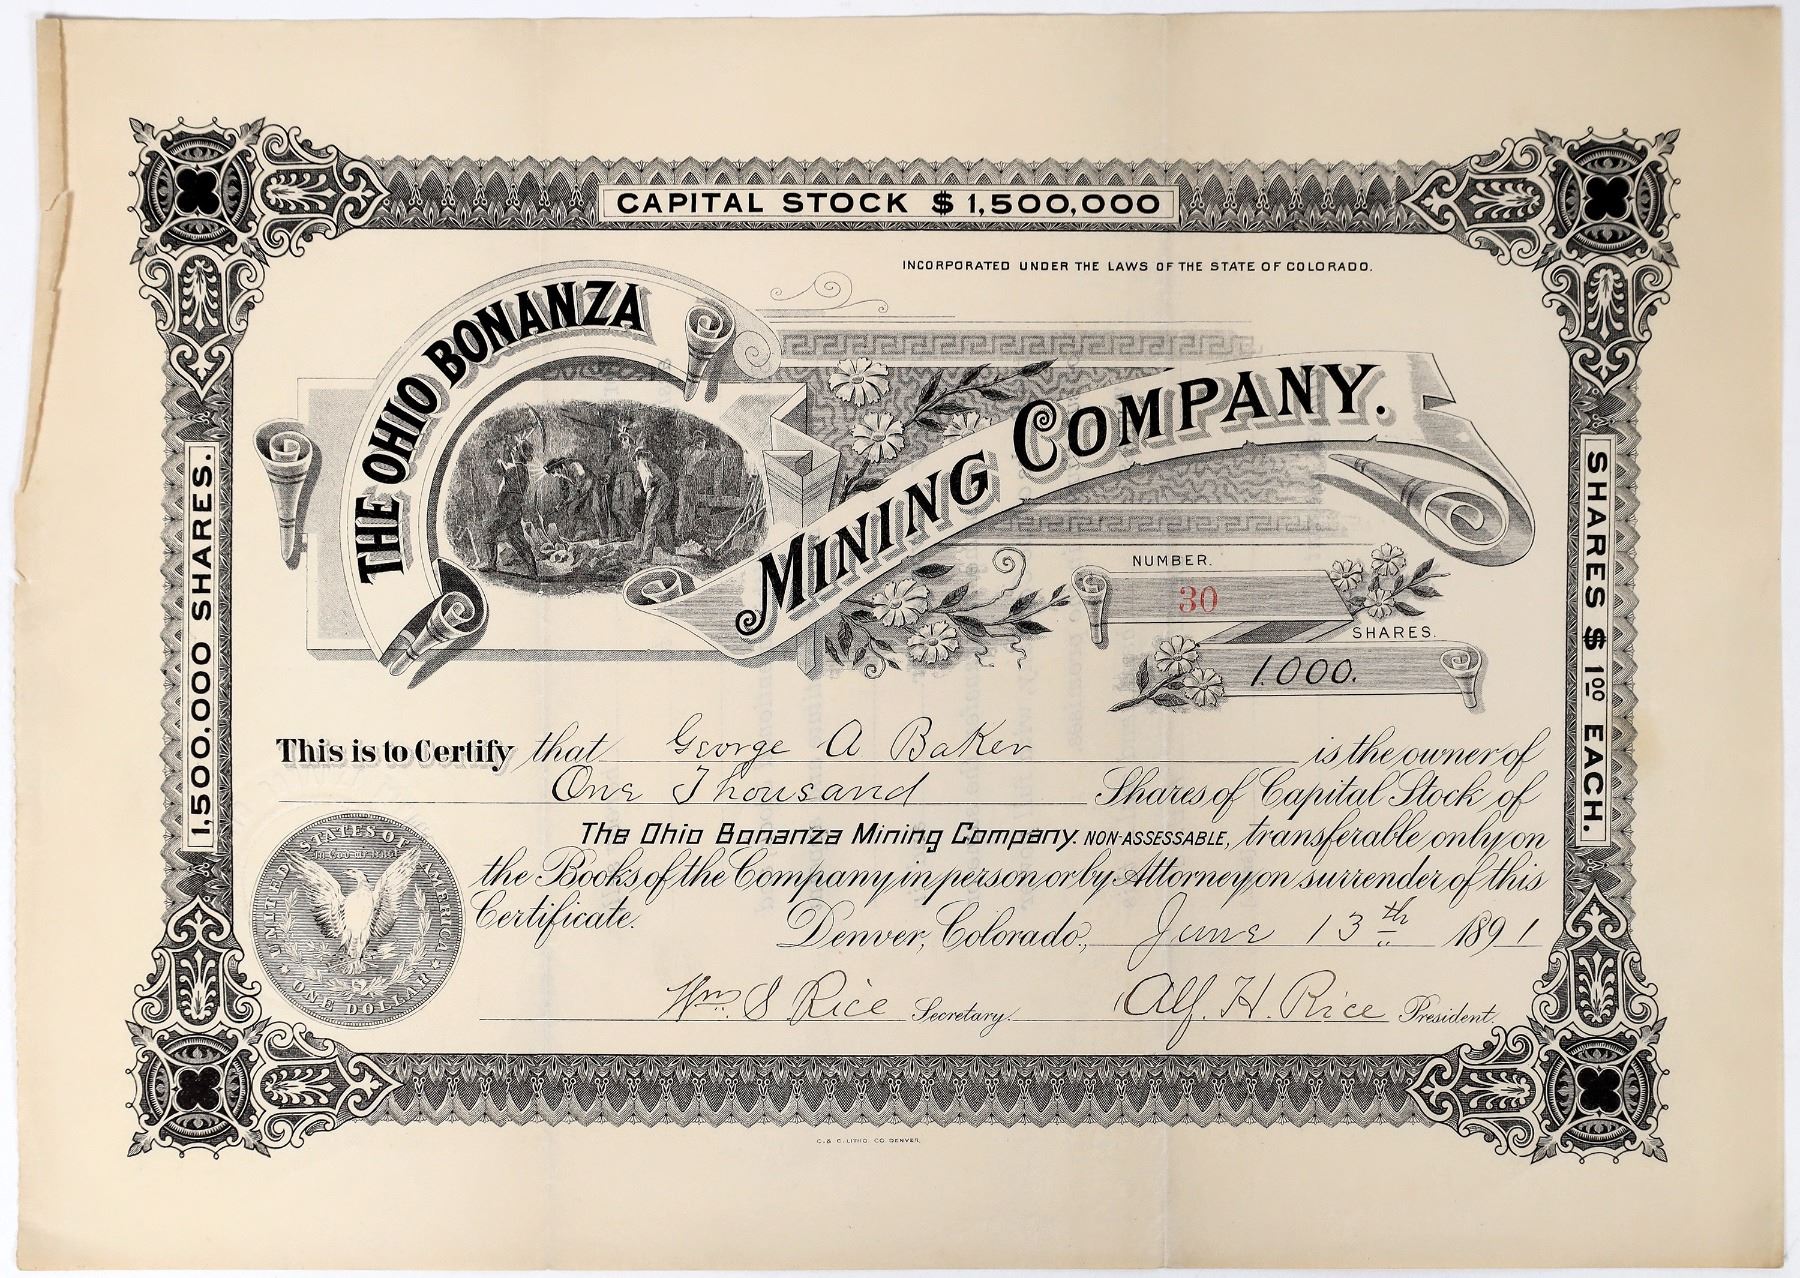 CAPITAL STOCK $ 1,500,000
INCORPORATED UNDER THE LAWS OF THE STATE OF COLORADO.
THE OHIO BONANZA
MINING COMPANY.
1,500,000 SHARES.
SHARES $ 1 00 EACH.
NUMBER.
30
SHARES.
1.000.
This is to Certify that George A Baker is the owner of
One Thousand Shares of Capital Stock of
The Ohio Bonanza Mining Company. NON-ASSESSABLE, transferable only on
the Books of the Company in person or by Attorney on surrender of this
Certificate. Denver, Colorado, June 13th 1891
UNITED STATES OF AMERICA
ONE DOLLAR
Wm. S Rice Secretary. Alf. H. Rice President.
LITHO. CO. DENVER.